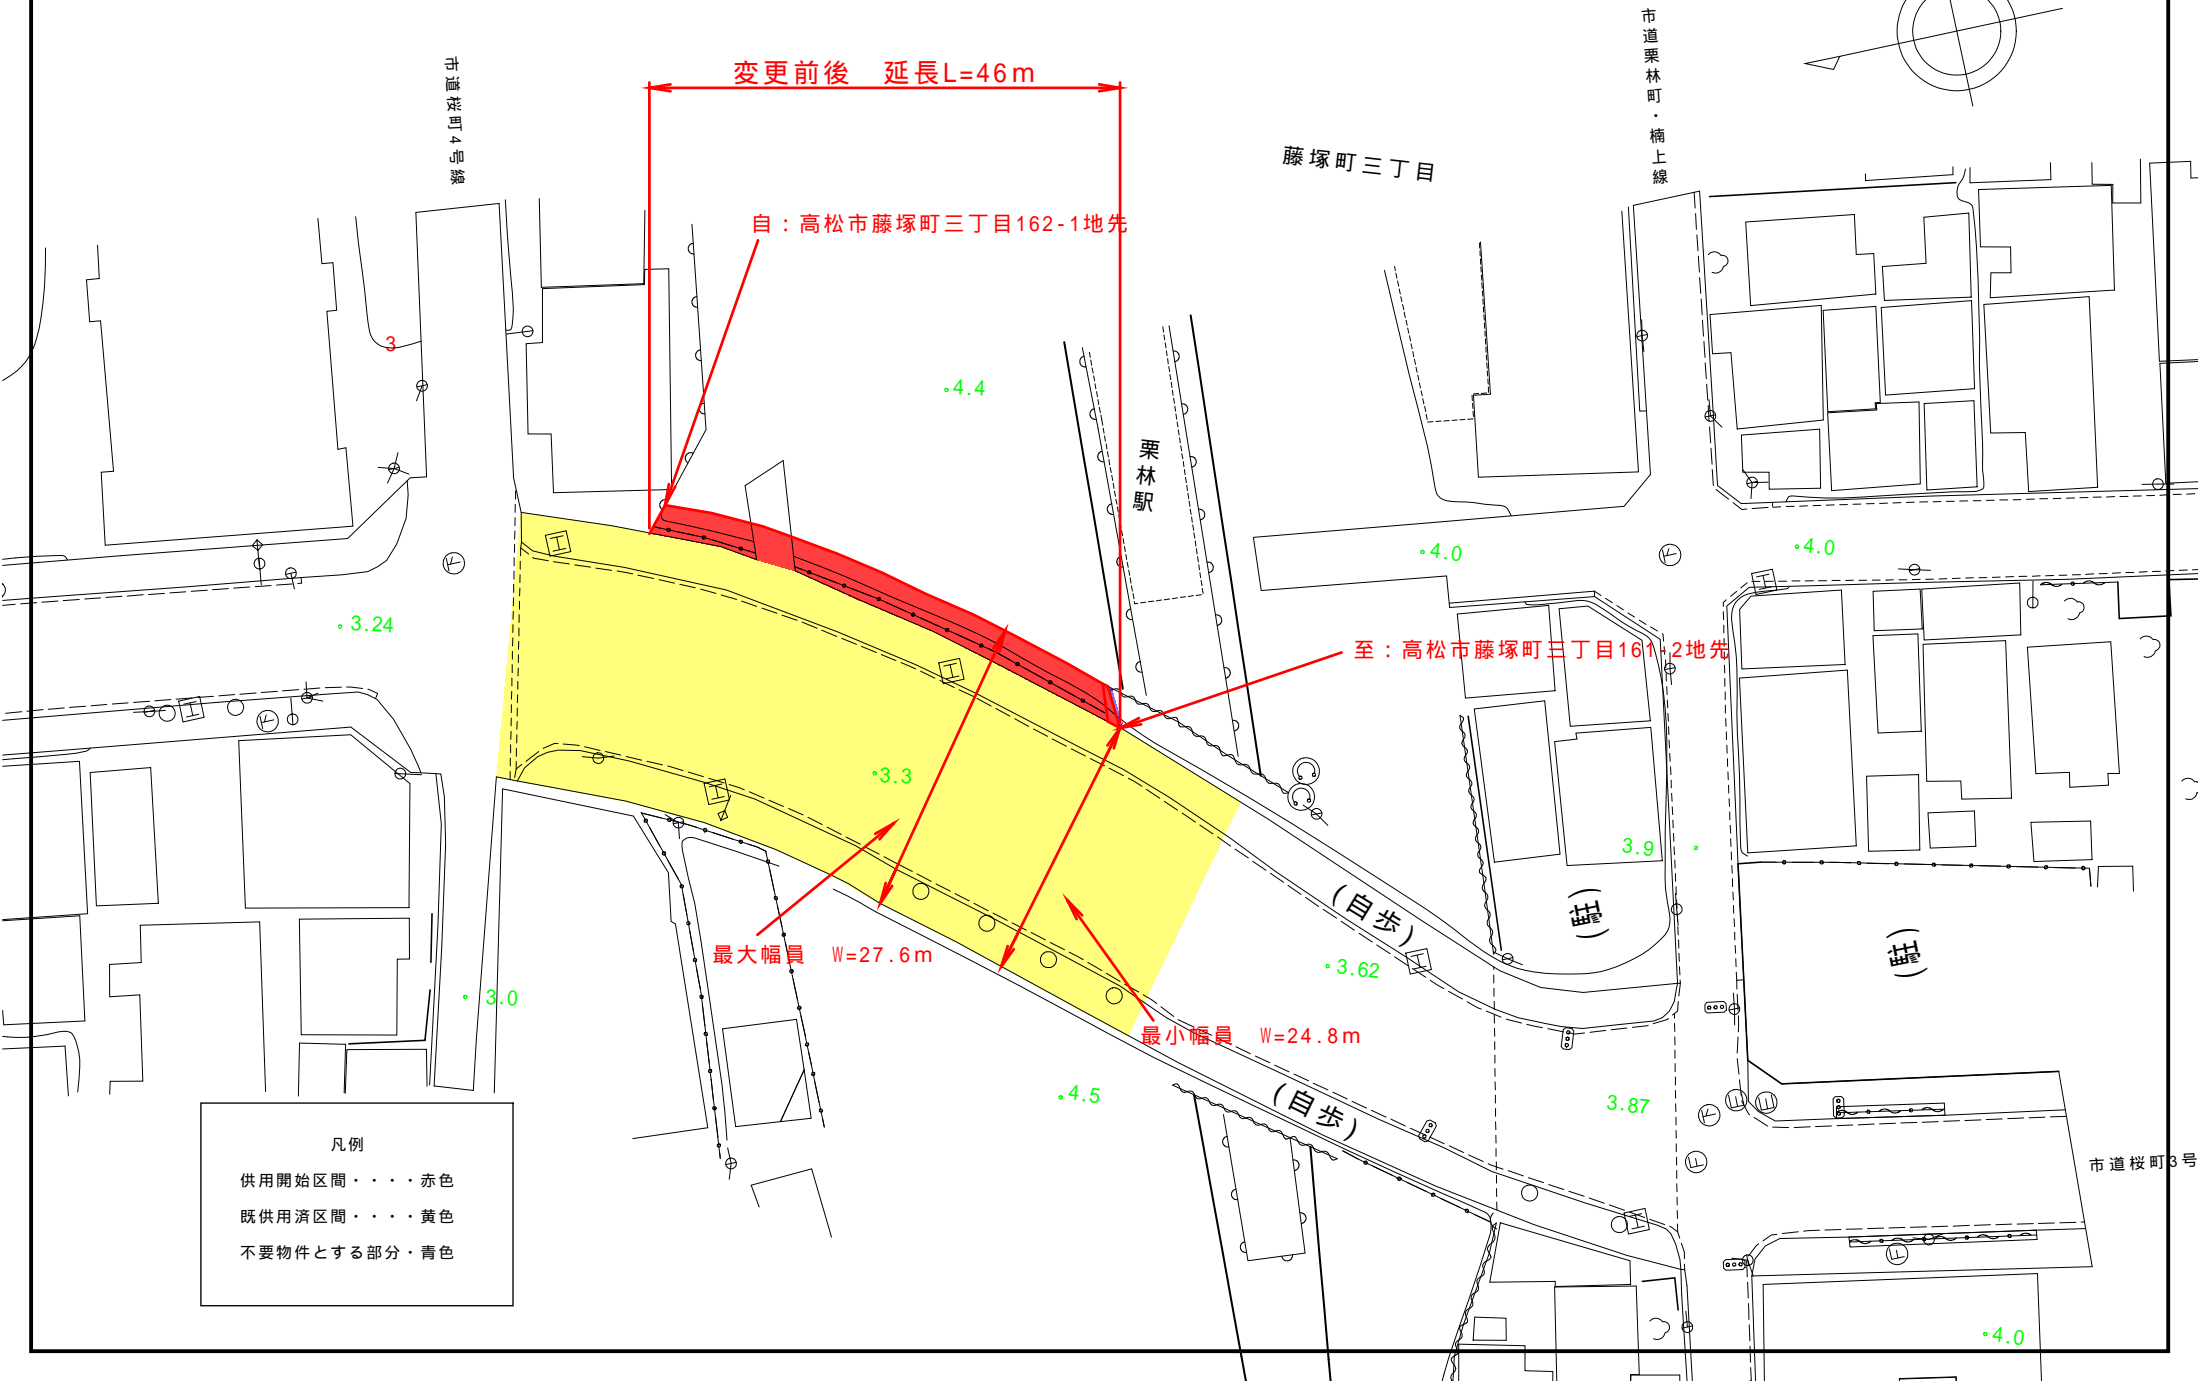 市道桜町4号線
変更前後　延長L=46m
市道栗林町・楠上線
藤塚町三丁目
自：高松市藤塚町三丁目162-1地先
3
4.4
栗林駅
4.0
4.0
3.24
至：高松市藤塚町三丁目161-2地先
3.3
3.9
(自歩)
(駐)
(駐)
最大幅員　W=27.6m
3.62
3.0
最小幅員　W=24.8m
4.5
(自歩)
3.87
市道桜町3号
凡例
供用開始区間・・・・赤色
既供用済区間・・・・黄色
不要物件とする部分・青色
4.0